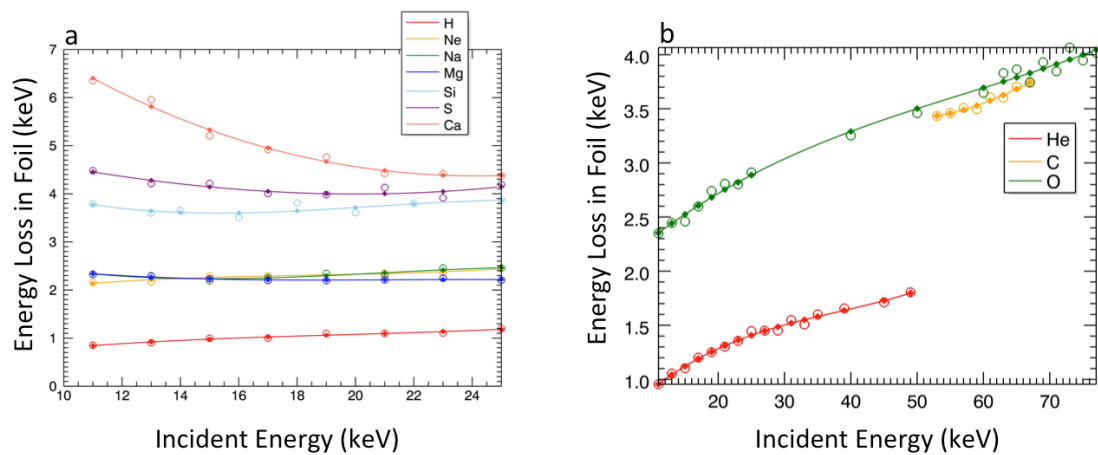 a
H
Ne
Na
Mg
Si
S
Ca
7
6
5
4
3
2
1
0
10 12 14 16 18 20 22 24
Energy Loss in Foil (keV)
Incident Energy (keV)
b
He
C
O
4.0
3.5
3.0
2.5
2.0
1.5
1.0
20 30 40 50 60 70
Energy Loss in Foil (keV)
Incident Energy (keV)